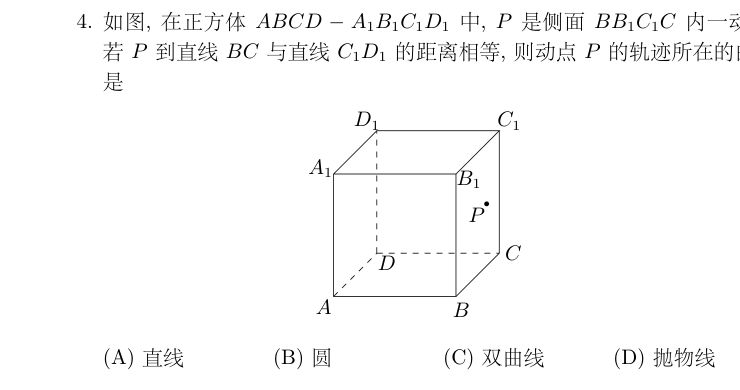 4. 如图, 在正方体 ABCD − A₁B₁C₁D₁ 中, P 是侧面 BB₁C₁C 内一动
若 P 到直线 BC 与直线 C₁D₁ 的距离相等, 则动点 P 的轨迹所在的
是
D₁ C₁
A₁ B₁
P
D C
A B
(A) 直线 (B) 圆 (C) 双曲线 (D) 抛物线